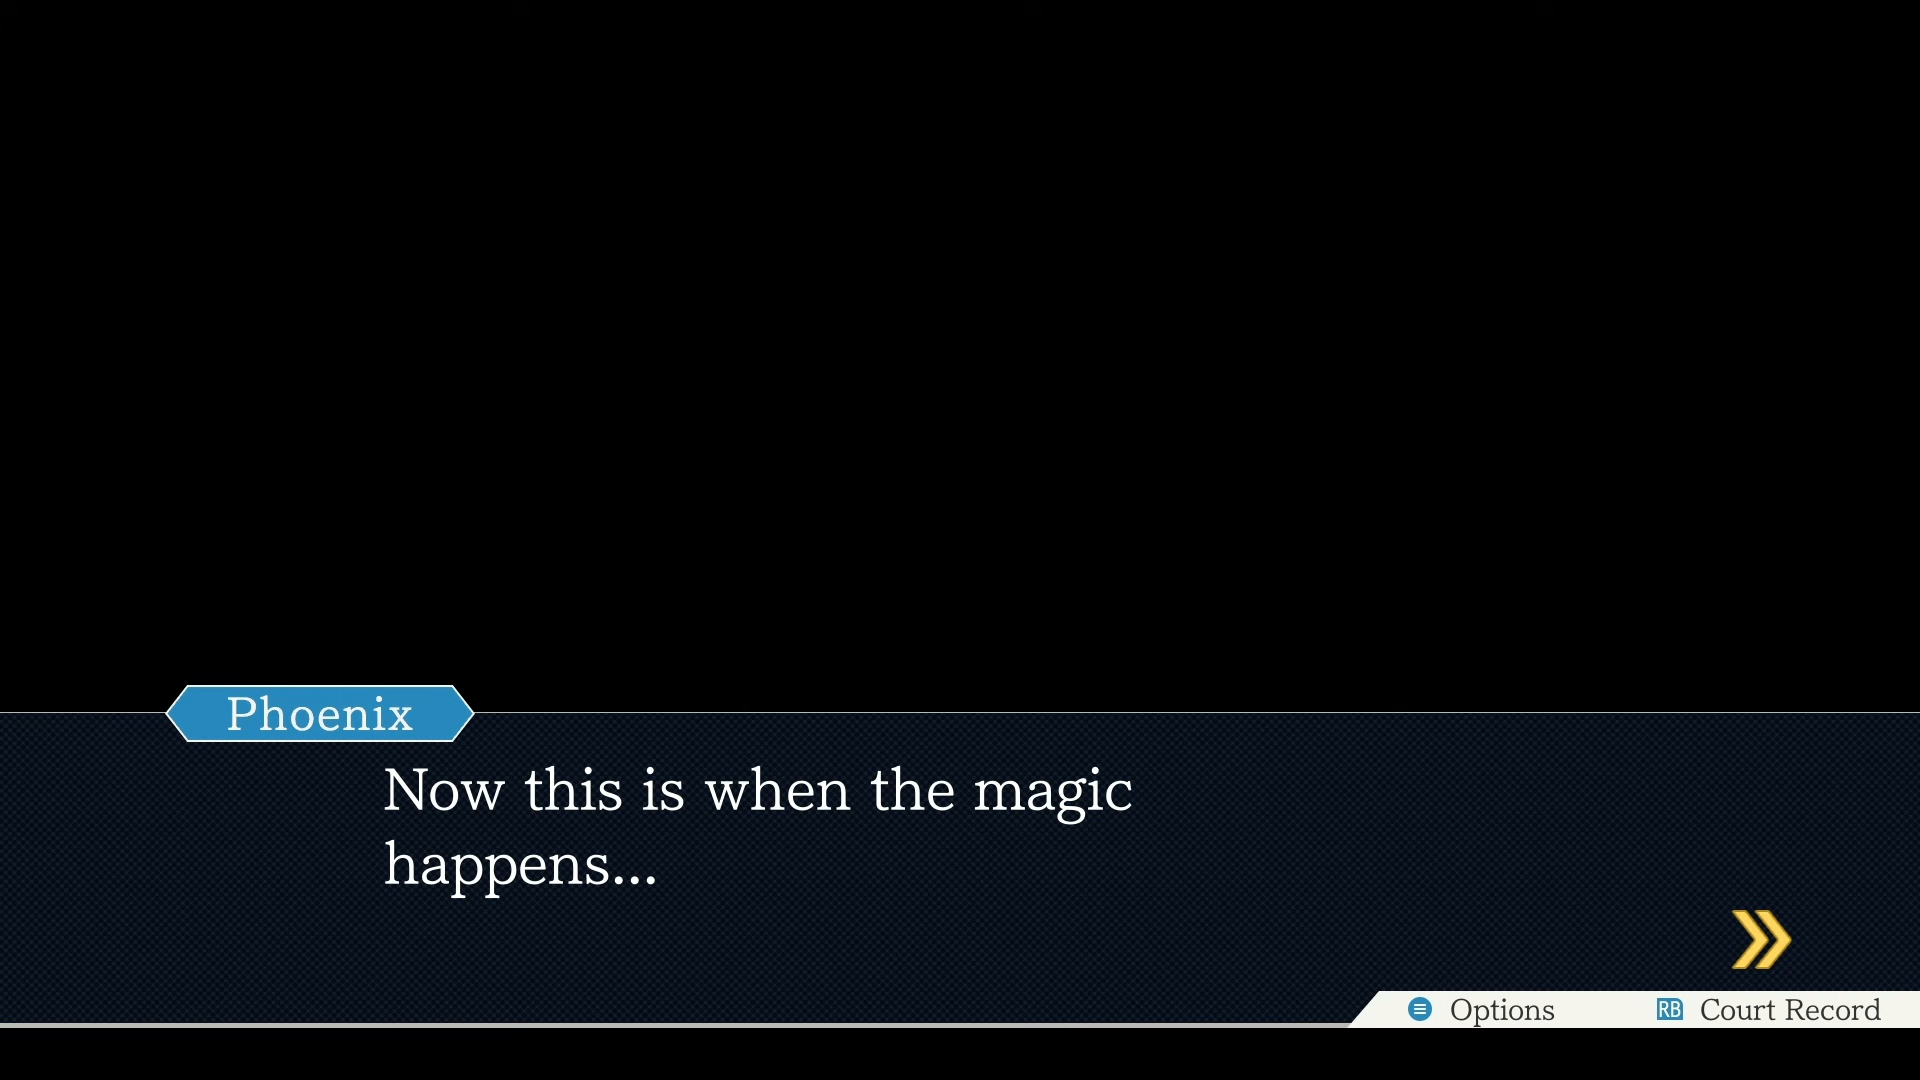 Phoenix
Now this is when the magic
happens...
Options
RB Court Record